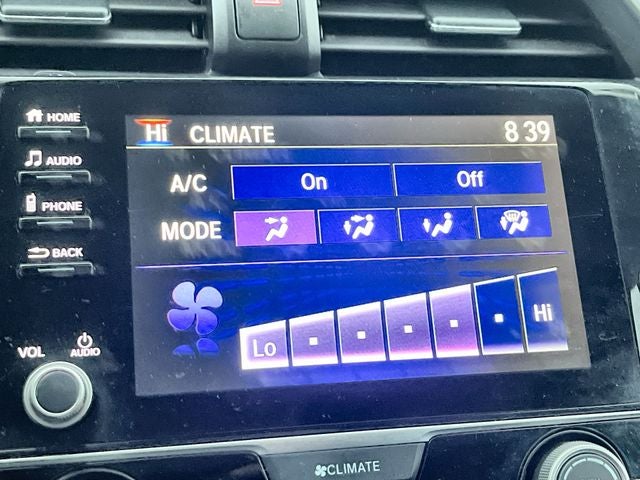 HOME
Hi CLIMATE 8 39
AUDIO
A/C On Off
PHONE
MODE
BACK
VOL AUDIO
Lo Hi
CLIMATE